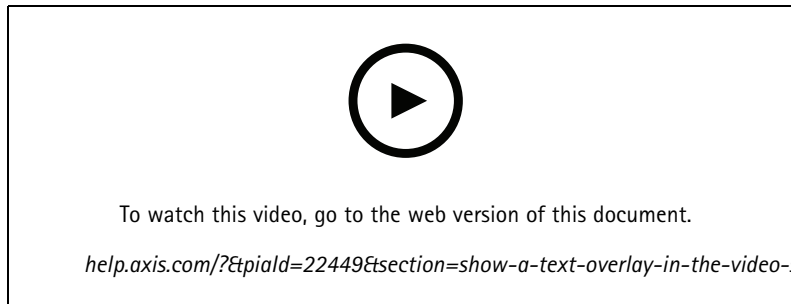 To watch this video, go to the web version of this document.
help.axis.com/?&piaId=22449&section=show-a-text-overlay-in-the-video-